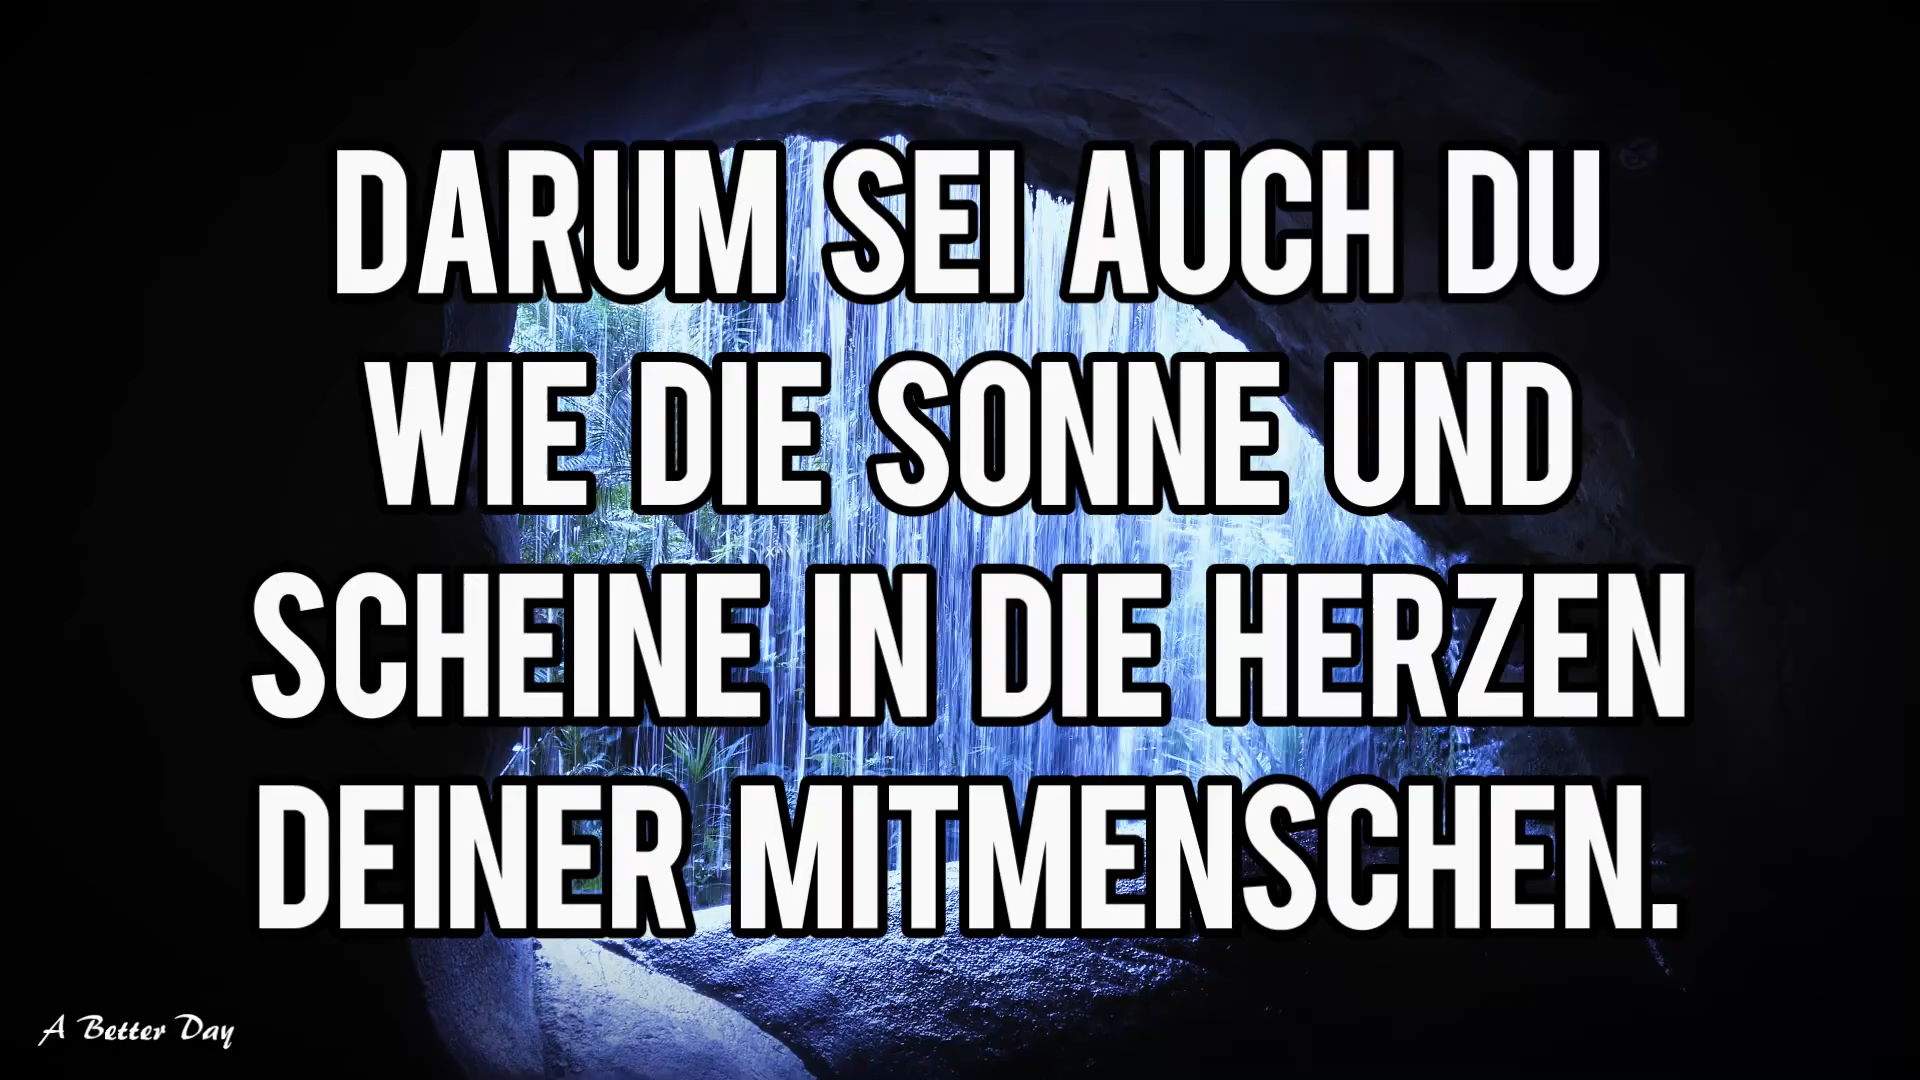 DARUM SEI AUCH DU
WIE DIE SONNE UND
SCHEINE IN DIE HERZEN
DEINER MITMENSCHEN.
A Better Day